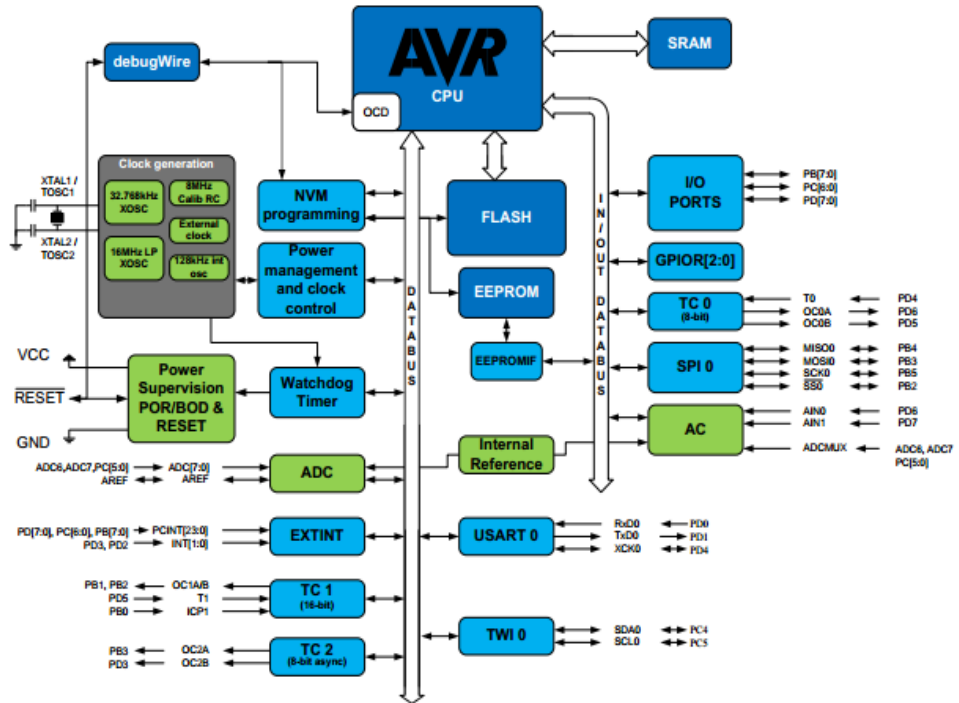 AVR
CPU
OCD
SRAM
debugWire
Clock generation
XTAL1 /
TOSC1
32.768kHz
XOSC
8MHz
Calib RC
External
clock
XTAL2 /
TOSC2
16MHz LP
XOSC
128kHz int
osc
NVM
programming
FLASH
Power
management
and clock
control
EEPROM
EEPROMIF
DATABUS
IN/OUT DATABUS
I/O
PORTS
PB[7:0]
PC[6:0]
PD[7:0]
GPIOR[2:0]
TC 0
(8-bit)
T0 PD4
OC0A PD6
OC0B PD5
SPI 0
MISO0 PB4
MOSI0 PB3
SCK0 PB5
SS0 PB2
AC
AIN0 PD6
AIN1 PD7
ADCMUX ADC6, ADC7
PC[5:0]
VCC
RESET
GND
Power
Supervision
POR/BOD &
RESET
Watchdog
Timer
Internal
Reference
ADC6,ADC7,PC[5:0] ADC[7:0]
AREF AREF
ADC
PD[7:0], PC[6:0], PB[7:0] PCINT[23:0]
PD3, PD2 INT[1:0]
EXTINT
USART 0
RxD0 PD0
TxD0 PD1
XCK0 PD4
PB1, PB2 OC1A/B
PD5 T1
PB0 ICP1
TC 1
(16-bit)
TWI 0
SDA0 PC4
SCL0 PC5
PB3 OC2A
PD3 OC2B
TC 2
(8-bit async)